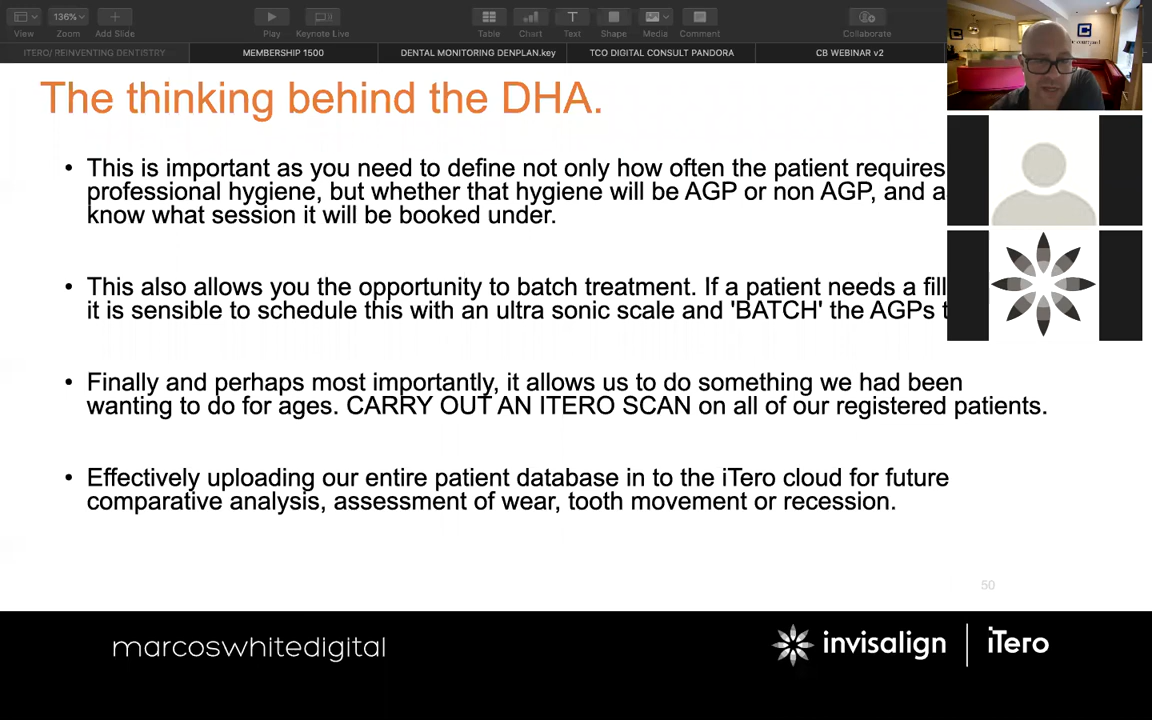 View
136%
Zoom
Add Slide
Play
Keynote Live
Table
Chart
Text
Shape
Media
Comment
Collaborate
ITERO/ REINVENTING DENTISTRY
MEMBERSHIP 1500
DENTAL MONITORING DENPLAN.key
TCO DIGITAL CONSULT PANDORA
CB WEBINAR v2
The thinking behind the DHA.
• This is important as you need to define not only how often the patient requires
professional hygiene, but whether that hygiene will be AGP or non AGP, and
know what session it will be booked under.
• This also allows you the opportunity to batch treatment. If a patient needs a
it is sensible to schedule this with an ultra sonic scale and 'BATCH' the AGPs
• Finally and perhaps most importantly, it allows us to do something we had been
wanting to do for ages. CARRY OUT AN ITERO SCAN on all of our registered patients.
• Effectively uploading our entire patient database in to the iTero cloud for future
comparative analysis, assessment of wear, tooth movement or recession.
50
marcoswhitedigital
invisalign | iTero